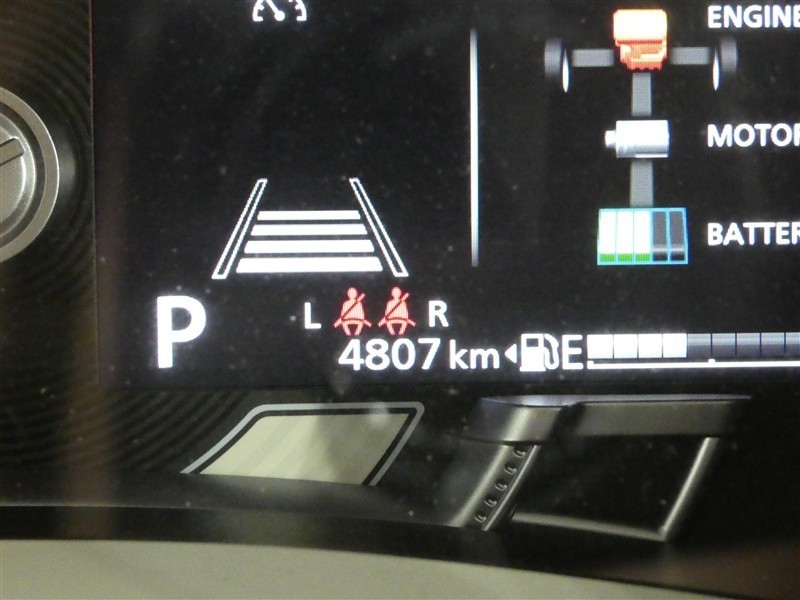 ENGINE
MOTOR
BATTER
L R
P
4807 km E